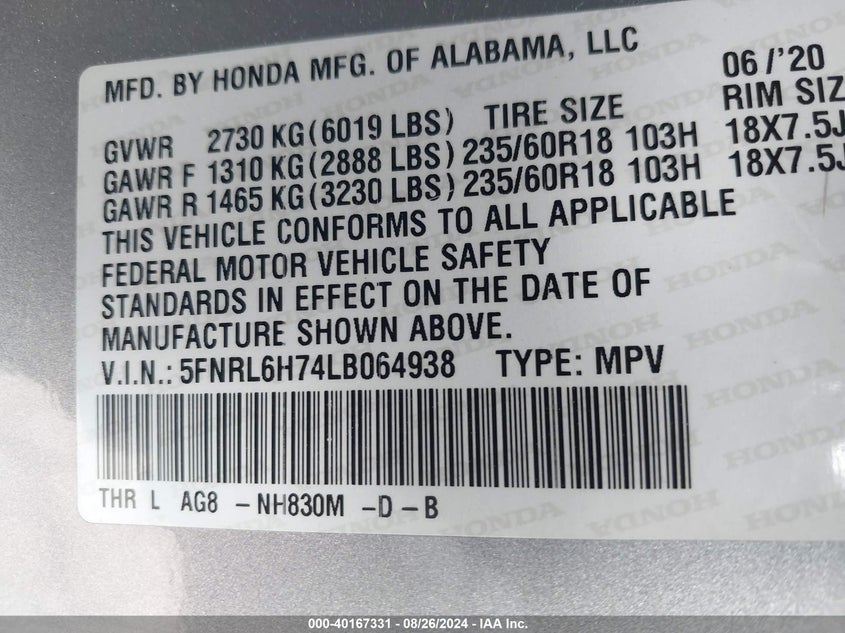 MFD. BY HONDA MFG. OF ALABAMA, LLC 06/'20
GVWR 2730 KG(6019 LBS) TIRE SIZE RIM SIZ
GAWR F 1310 KG(2888 LBS) 235/60R18 103H 18X7.5J
GAWR R 1465 KG(3230 LBS) 235/60R18 103H 18X7.5J
THIS VEHICLE CONFORMS TO ALL APPLICABLE
FEDERAL MOTOR VEHICLE SAFETY
STANDARDS IN EFFECT ON THE DATE OF
MANUFACTURE SHOWN ABOVE.
V.I.N.: 5FNRL6H74LB064938 TYPE: MPV
THR L AG8 -NH830M -D-B
000-40167331 - 08/26/2024 - IAA Inc.